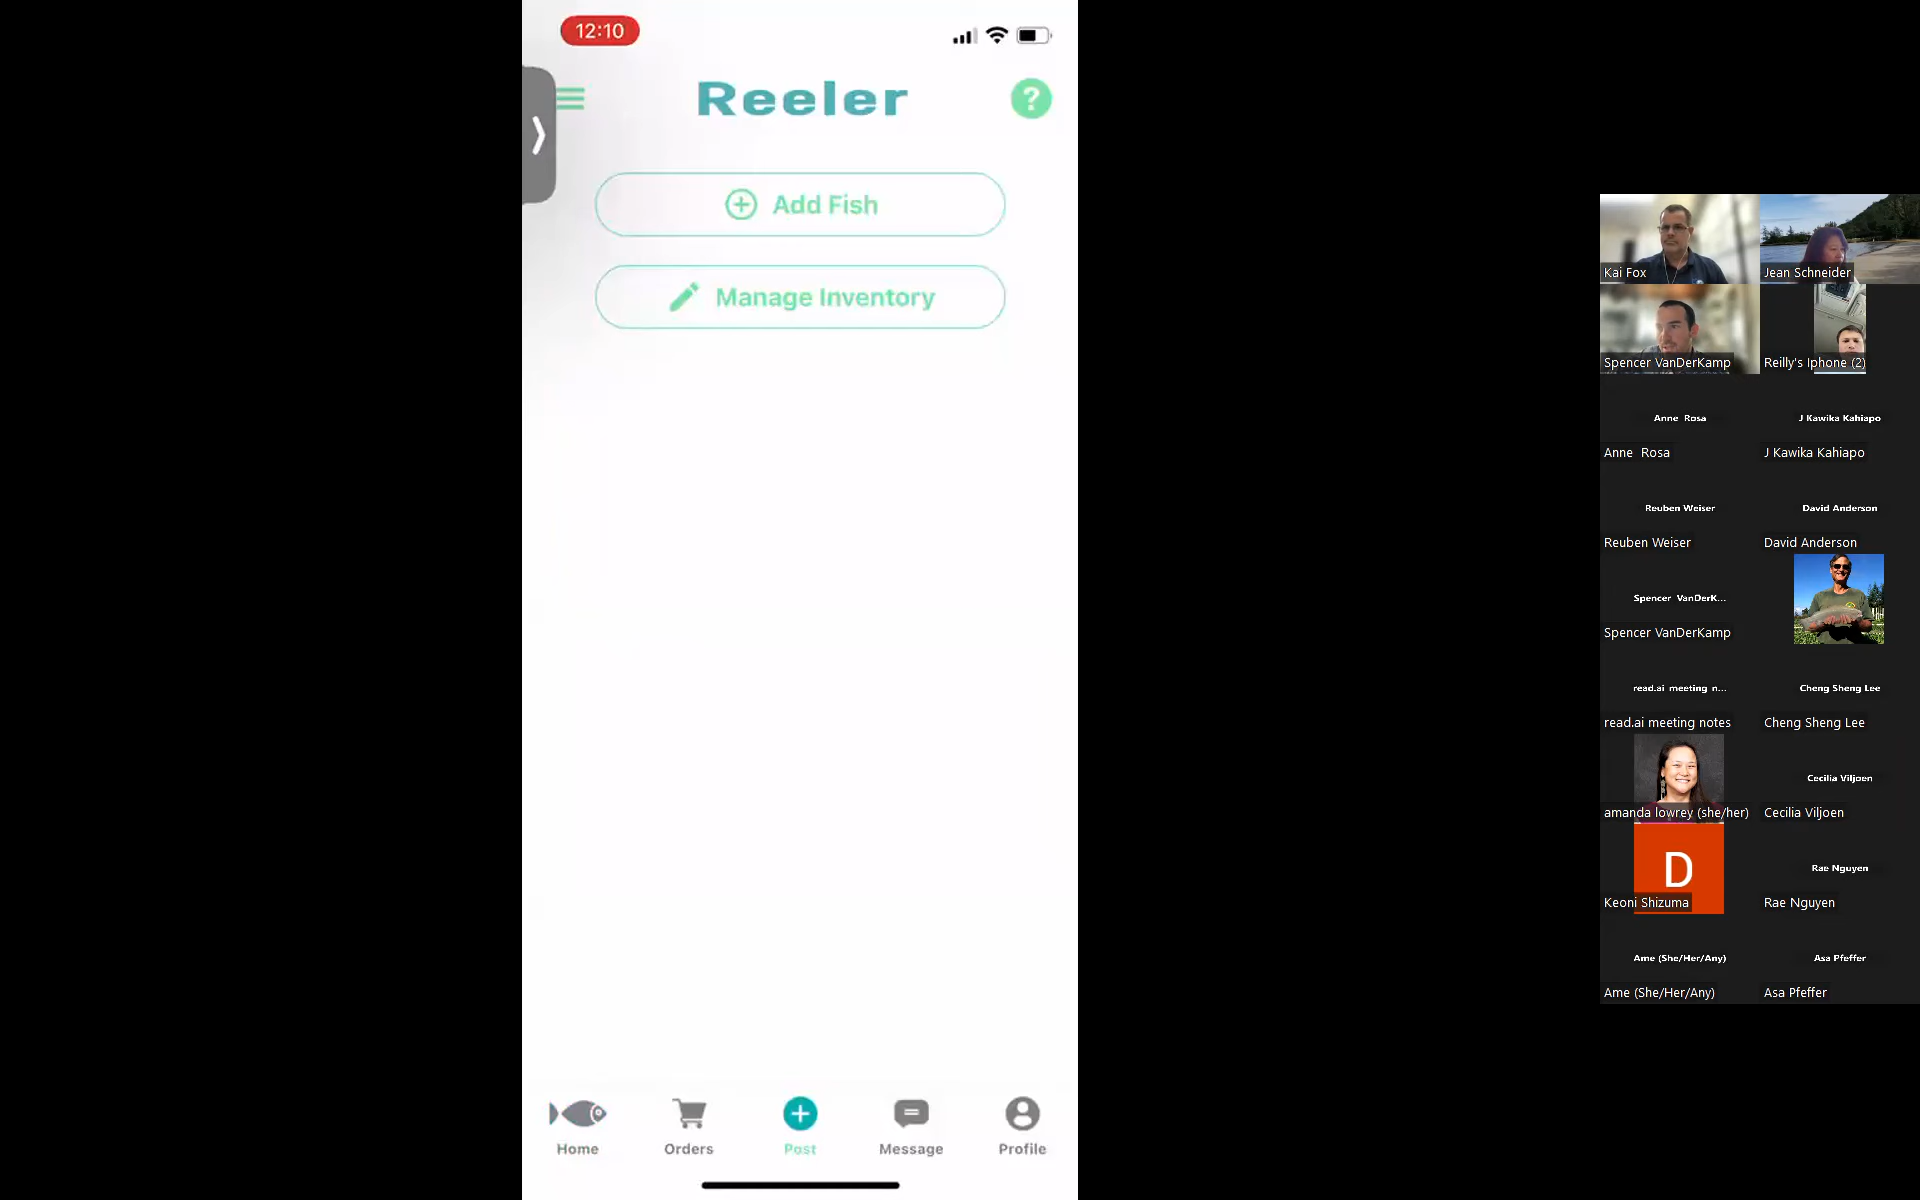 12:10
Reeler
?
Add Fish
Manage Inventory
Home
Orders
Post
Message
Profile
Kai Fox
Jean Schneider
Spencer VanDerKamp
Reilly's Iphone (2)
Anne Rosa
J Kawika Kahiapo
Anne Rosa
J Kawika Kahiapo
Reuben Weiser
David Anderson
Reuben Weiser
David Anderson
Spencer VanDerK...
Spencer VanDerKamp
read.ai meeting n...
Cheng Sheng Lee
read.ai meeting notes
Cheng Sheng Lee
Cecilia Viljoen
amanda lowrey (she/her)
Cecilia Viljoen
D
Rae Nguyen
Keoni Shizuma
Rae Nguyen
Ame (She/Her/Any)
Asa Pfeffer
Ame (She/Her/Any)
Asa Pfeffer